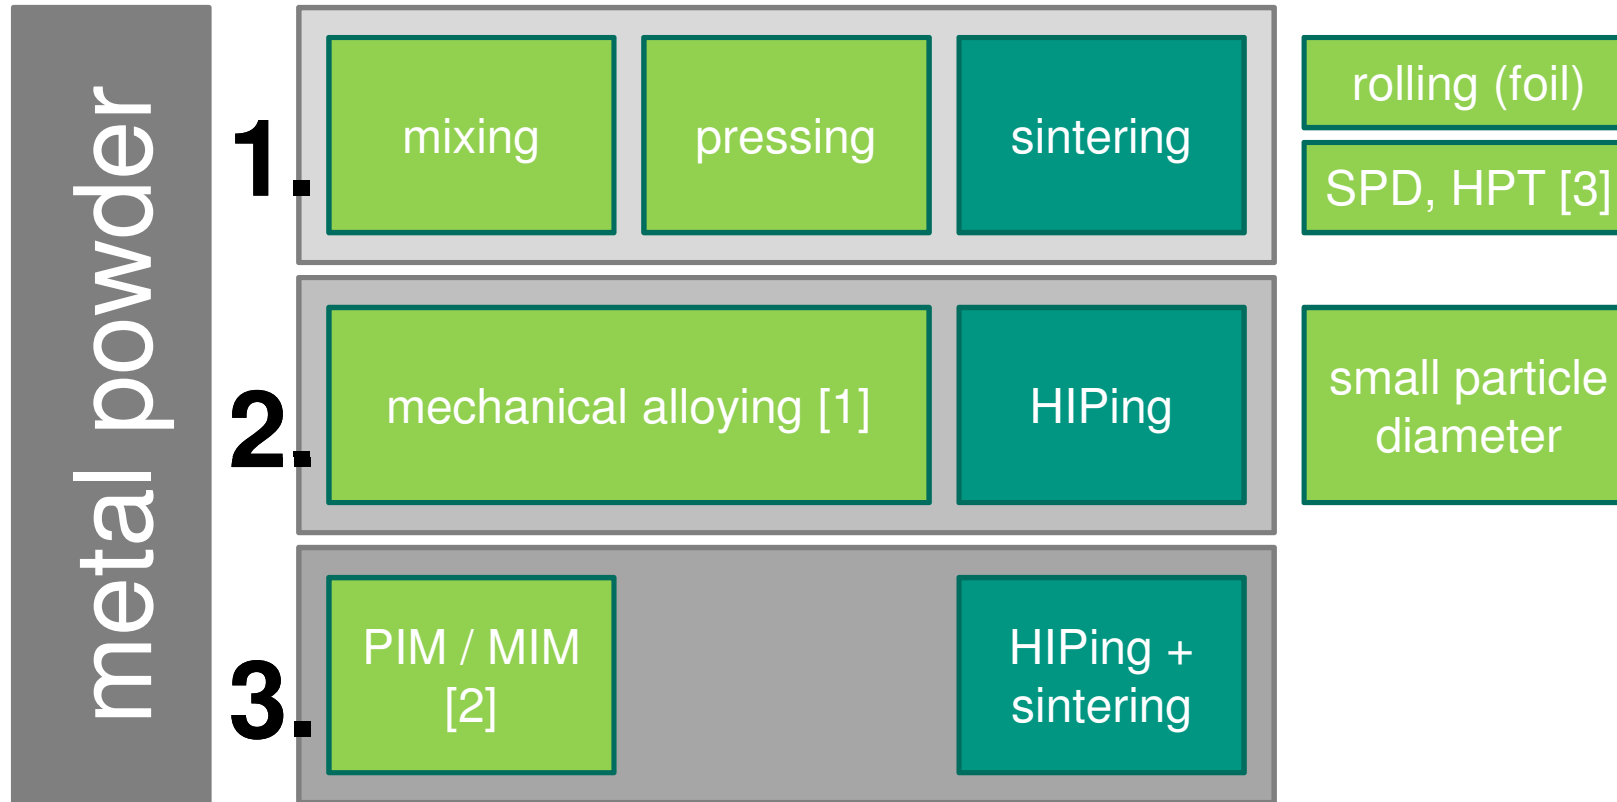 metal powder
1.
mixing
pressing
sintering
rolling (foil)
SPD, HPT [3]
2.
mechanical alloying [1]
HIPing
small particle
diameter
3.
PIM / MIM
[2]
HIPing +
sintering